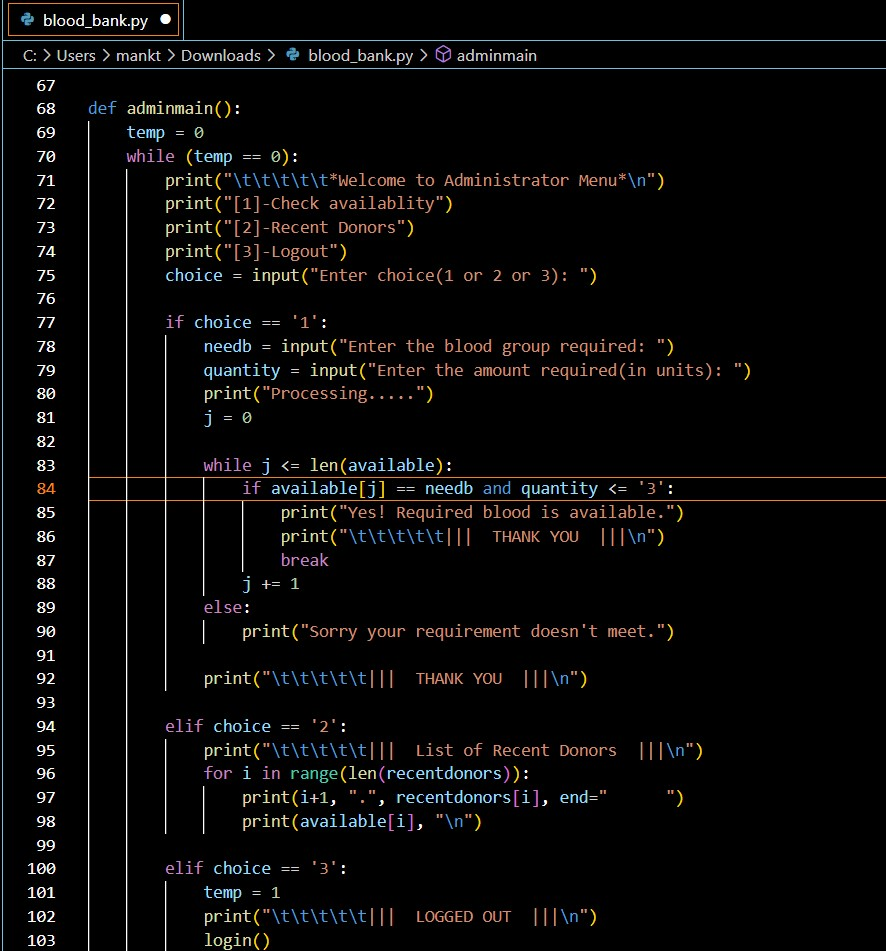 blood_bank.py ●
C: > Users > mankt > Downloads > blood_bank.py > adminmain
67
68 def adminmain():
69     temp = 0
70     while (temp == 0):
71         print("\t\t\t\t\t*Welcome to Administrator Menu*\n")
72         print("[1]-Check availablity")
73         print("[2]-Recent Donors")
74         print("[3]-Logout")
75         choice = input("Enter choice(1 or 2 or 3): ")
76
77         if choice == '1':
78             needb = input("Enter the blood group required: ")
79             quantity = input("Enter the amount required(in units): ")
80             print("Processing.....")
81             j = 0
82
83             while j <= len(available):
84                 if available[j] == needb and quantity <= '3':
85                     print("Yes! Required blood is available.")
86                     print("\t\t\t\t\t|||  THANK YOU  |||\n")
87                     break
88                 j += 1
89             else:
90                 print("Sorry your requirement doesn't meet.")
91
92             print("\t\t\t\t\t|||  THANK YOU  |||\n")
93
94         elif choice == '2':
95             print("\t\t\t\t\t|||  List of Recent Donors  |||\n")
96             for i in range(len(recentdonors)):
97                 print(i+1, ".", recentdonors[i], end="      ")
98                 print(available[i], "\n")
99
100         elif choice == '3':
101             temp = 1
102             print("\t\t\t\t\t|||  LOGGED OUT  |||\n")
103             login()